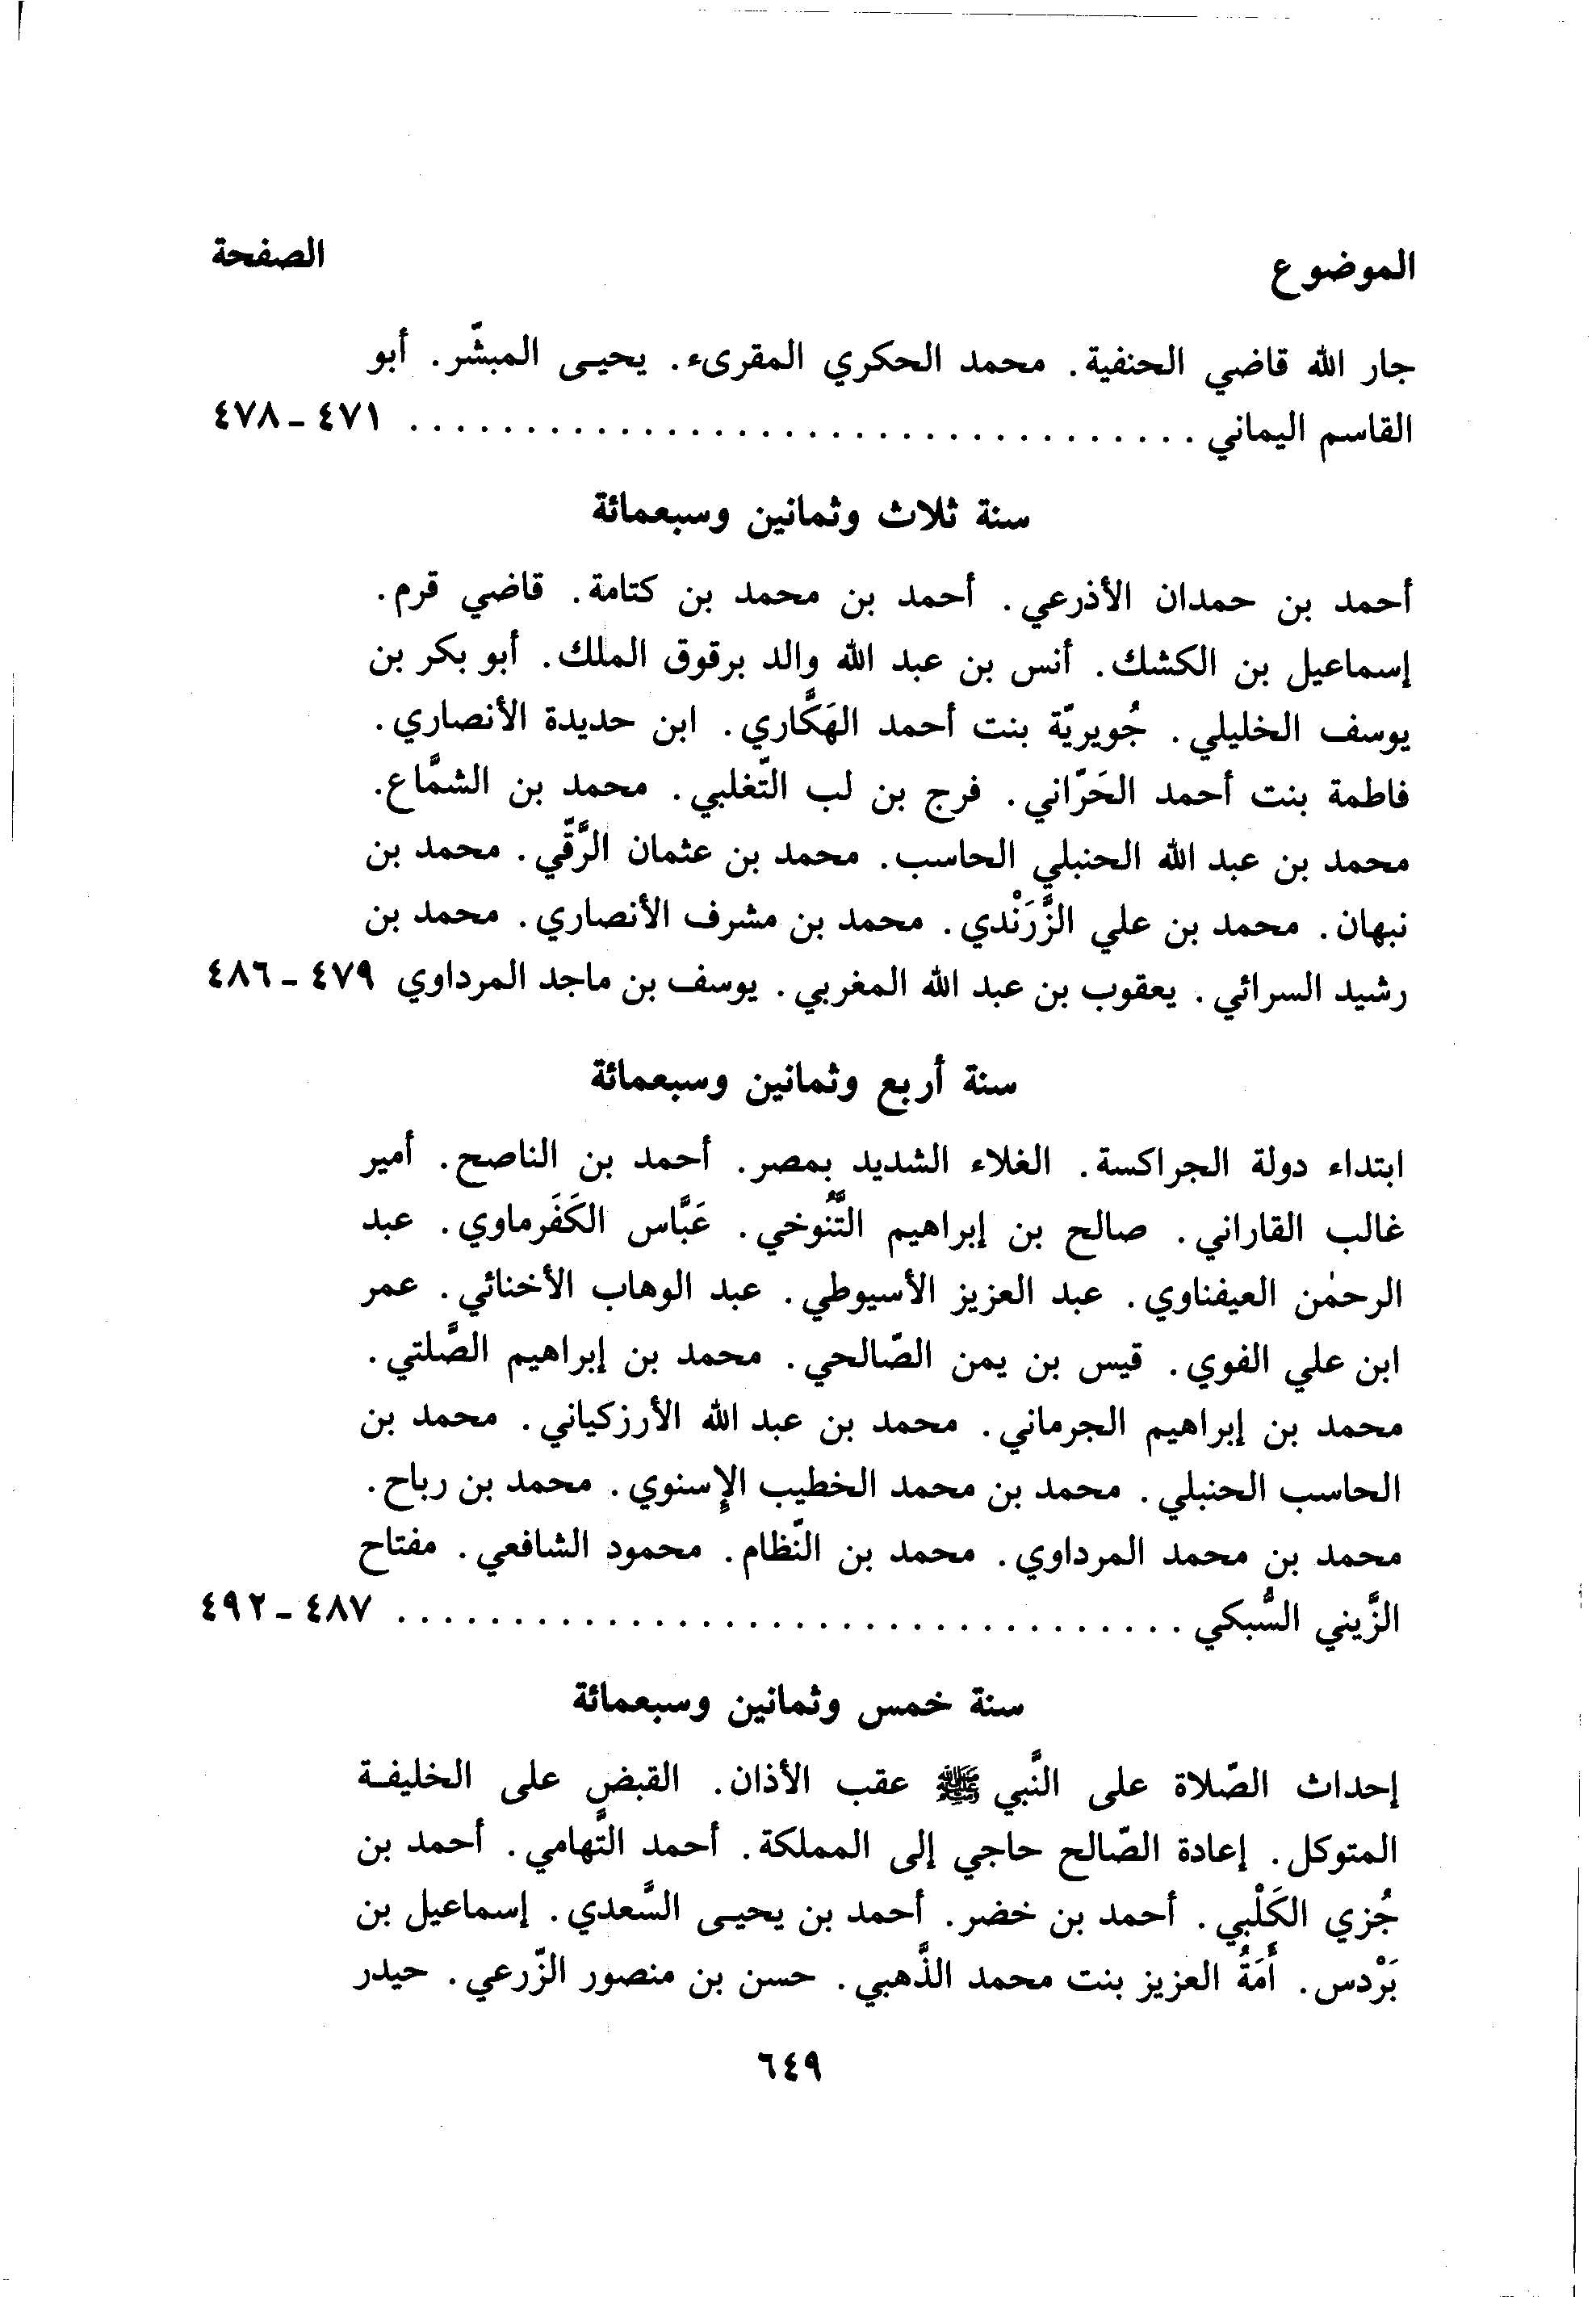 الموضوع الصفحة
جار الله قاضي الحنفية. محمد الحكري المقرىء. يحيى المبشّر. أبو
القاسم اليماني . . . . . . . . . . . . . . . . . . . . . . . . . . . . . . . . . . ٤٧١ - ٤٧٨
سنة ثلاث وثمانين وسبعمائة
أحمد بن حمدان الأذرعي. أحمد بن محمد بن كتامة. قاضي قرم.
إسماعيل بن الكشك. أنس بن عبد الله والد برقوق الملك. أبو بكر بن
يوسف الخليلي. جُويريّة بنت أحمد الهَكَّاري. ابن حديدة الأنصاري.
فاطمة بنت أحمد الحَرّاني. فرج بن لب التّغلبي. محمد بن الشمَّاع.
محمد بن عبد الله الحنبلي الحاسب. محمد بن عثمان الرَّقّي. محمد بن
نبهان. محمد بن علي الزَّرَنْدي. محمد بن مشرف الأنصاري. محمد بن
رشيد السرائي. يعقوب بن عبد الله المغربي. يوسف بن ماجد المرداوي ٤٧٩ - ٤٨٦
سنة أربع وثمانين وسبعمائة
ابتداء دولة الجراكسة. الغلاء الشديد بمصر. أحمد بن الناصح. أمير
غالب القاراني. صالح بن إبراهيم التَّنُوخي. عَبَّاس الكَفَرماوي. عبد
الرحمٰن العيفناوي. عبد العزيز الأسيوطي. عبد الوهاب الأخنائي. عمر
ابن علي الفوي. قيس بن يمن الصّالحي. محمد بن إبراهيم الصَّلتي.
محمد بن إبراهيم الجرماني. محمد بن عبد الله الأرزكياني. محمد بن
الحاسب الحنبلي. محمد بن محمد الخطيب الإسنوي. محمد بن رباح.
محمد بن محمد المرداوي. محمد بن النّظام. محمود الشافعي. مفتاح
الزَّيني السُّبكي . . . . . . . . . . . . . . . . . . . . . . . . . . . . . . . . . . ٤٨٧ - ٤٩٢
سنة خمس وثمانين وسبعمائة
إحداث الصّلاة على النَّبي ﷺ عقب الأذان. القبض على الخليفة
المتوكل. إعادة الصّالح حاجي إلى المملكة. أحمد التَّهامي. أحمد بن
جُزي الكَلْبي. أحمد بن خضر. أحمد بن يحيى السَّعدي. إسماعيل بن
بَرْدس. أَمَةُ العزيز بنت محمد الذَّهبي. حسن بن منصور الزّرعي. حيدر
٦٤٩